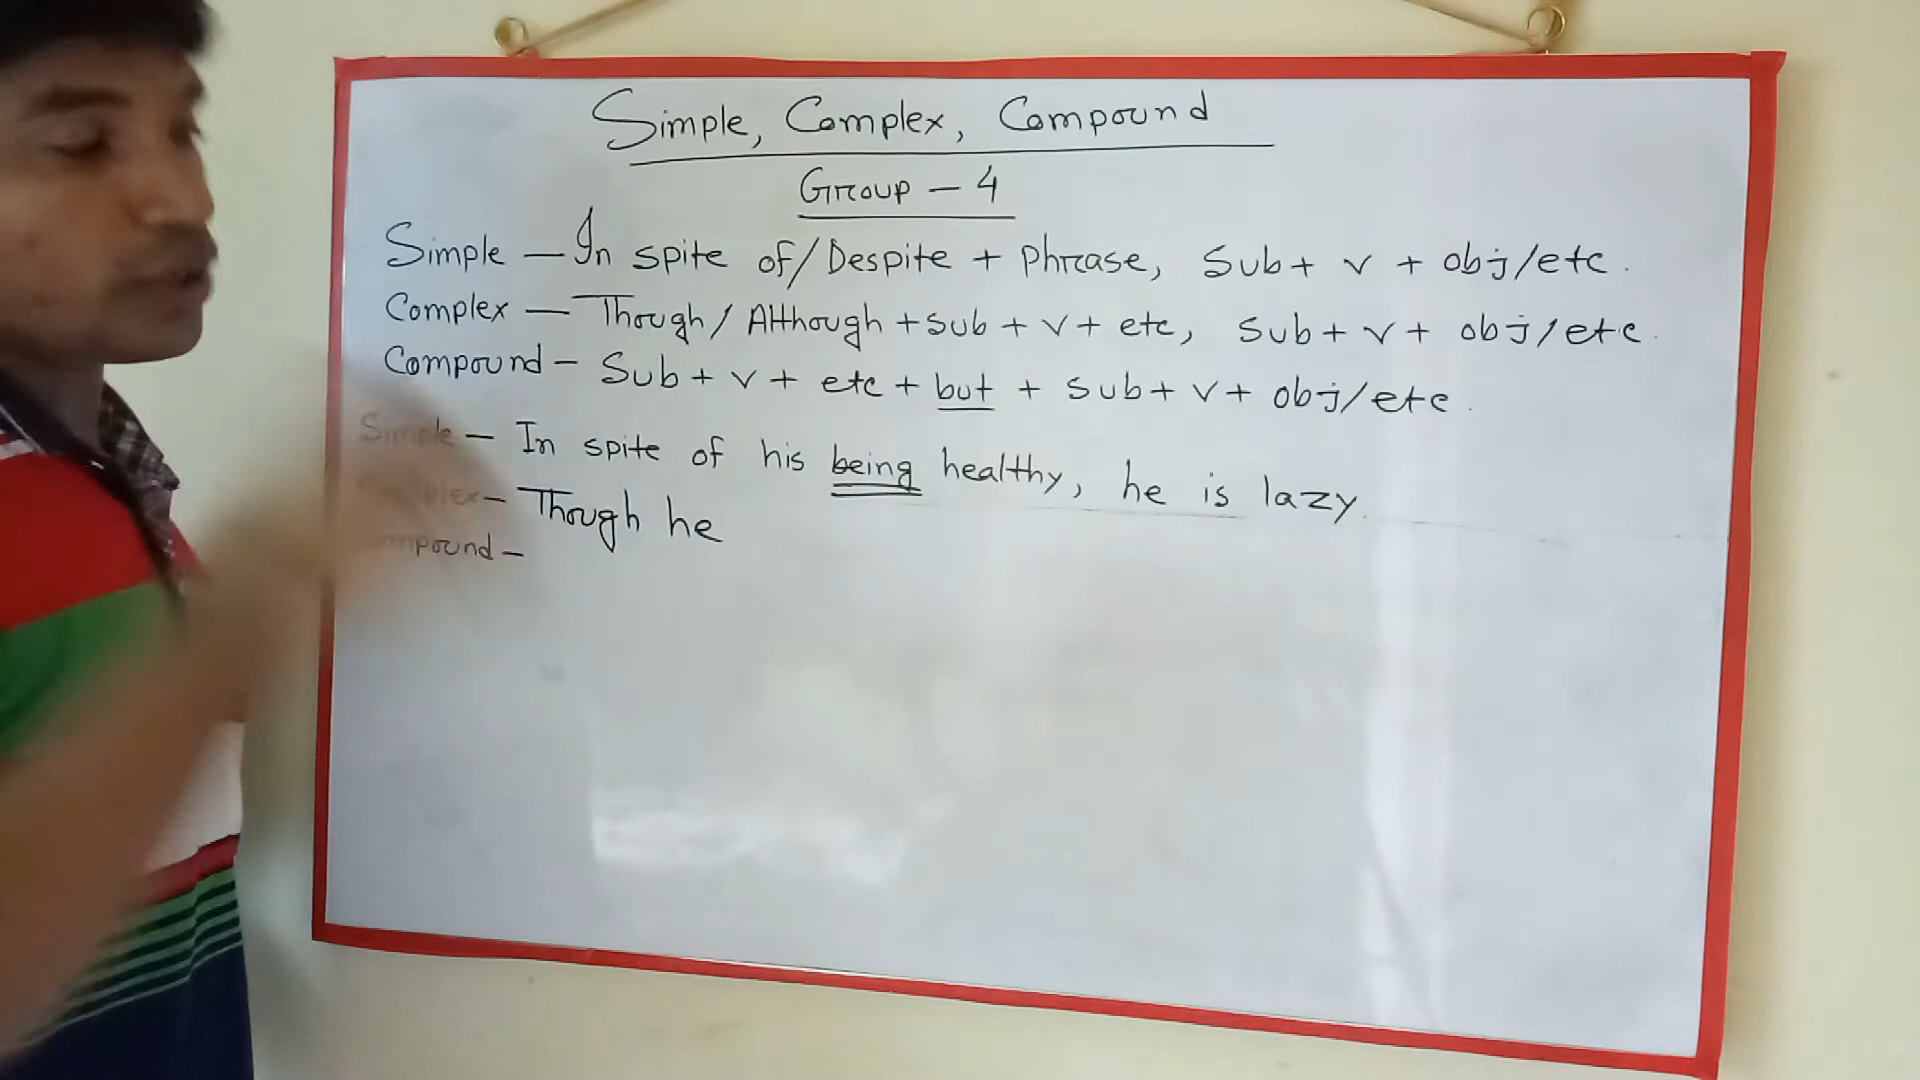 Simple, Complex, Compound
Group - 4
Simple - In spite of/Despite + Phrase, Sub + v + obj/etc.
Complex - Though/Although + sub + v + etc, Sub + v + obj/etc.
Compound - Sub + v + etc + but + sub + v + obj/etc.
Simple - In spite of his being healthy, he is lazy.
Complex - Though he
Compound -